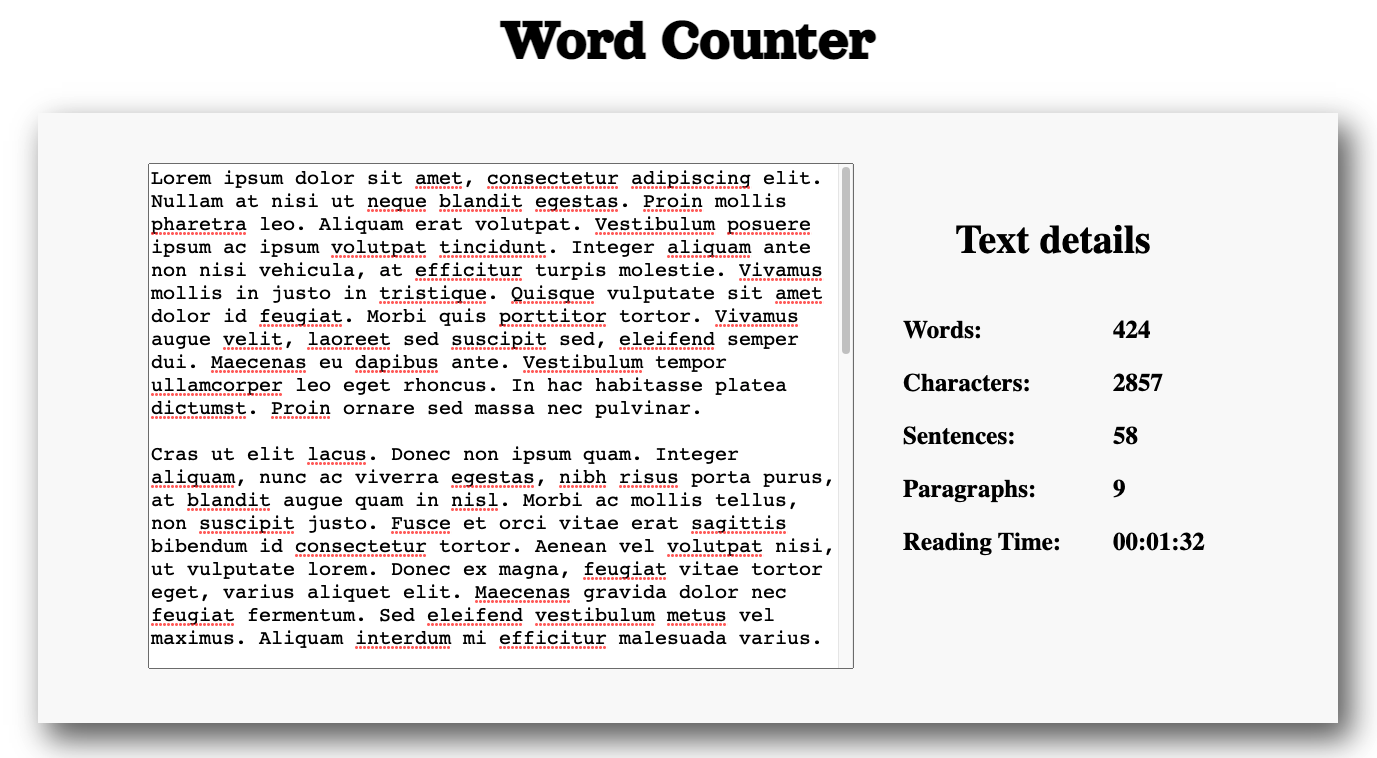 Word Counter
Lorem ipsum dolor sit amet, consectetur adipiscing elit.
Nullam at nisi ut neque blandit egestas. Proin mollis
pharetra leo. Aliquam erat volutpat. Vestibulum posuere
ipsum ac ipsum volutpat tincidunt. Integer aliquam ante
non nisi vehicula, at efficitur turpis molestie. Vivamus
mollis in justo in tristique. Quisque vulputate sit amet
dolor id feugiat. Morbi quis porttitor tortor. Vivamus
augue velit, laoreet sed suscipit sed, eleifend semper
dui. Maecenas eu dapibus ante. Vestibulum tempor
ullamcorper leo eget rhoncus. In hac habitasse platea
dictumst. Proin ornare sed massa nec pulvinar.
Cras ut elit lacus. Donec non ipsum quam. Integer
aliquam, nunc ac viverra egestas, nibh risus porta purus,
at blandit augue quam in nisl. Morbi ac mollis tellus,
non suscipit justo. Fusce et orci vitae erat sagittis
bibendum id consectetur tortor. Aenean vel volutpat nisi,
ut vulputate lorem. Donec ex magna, feugiat vitae tortor
eget, varius aliquet elit. Maecenas gravida dolor nec
feugiat fermentum. Sed eleifend vestibulum metus vel
maximus. Aliquam interdum mi efficitur malesuada varius.
Text details
Words: 424
Characters: 2857
Sentences: 58
Paragraphs: 9
Reading Time: 00:01:32